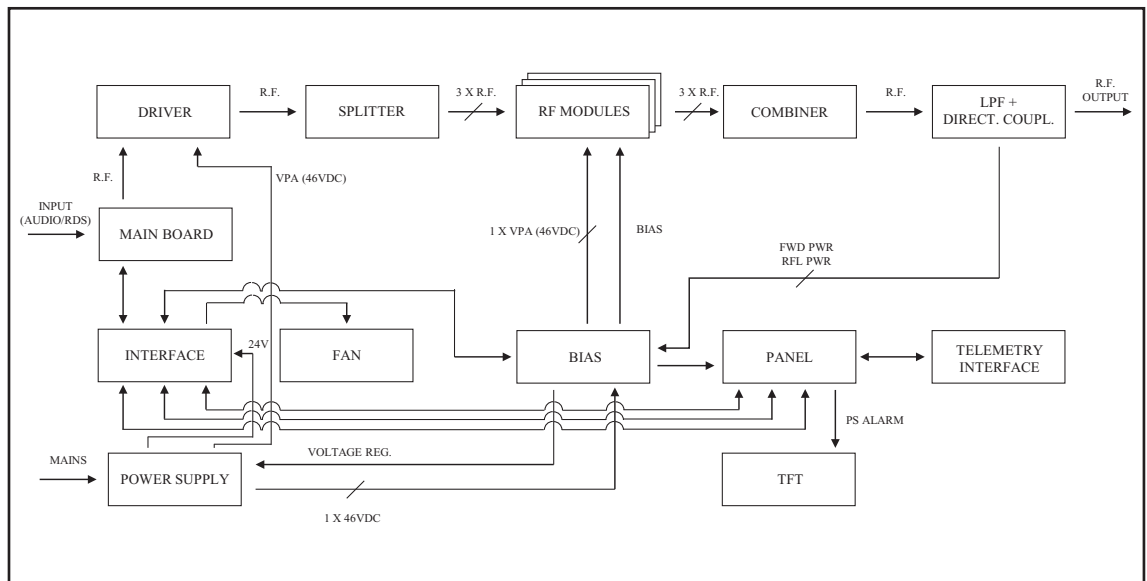 R.F.
3 X R.F.
3 X R.F.
R.F.
R.F.
OUTPUT
DRIVER
SPLITTER
RF MODULES
COMBINER
LPF +
DIRECT. COUPL.
R.F.
VPA (46VDC)
INPUT
(AUDIO/RDS)
MAIN BOARD
1 X VPA (46VDC)
BIAS
FWD PWR
RFL PWR
INTERFACE
24V
FAN
BIAS
PANEL
TELEMETRY
INTERFACE
PS ALARM
MAINS
POWER SUPPLY
VOLTAGE REG.
1 X 46VDC
TFT